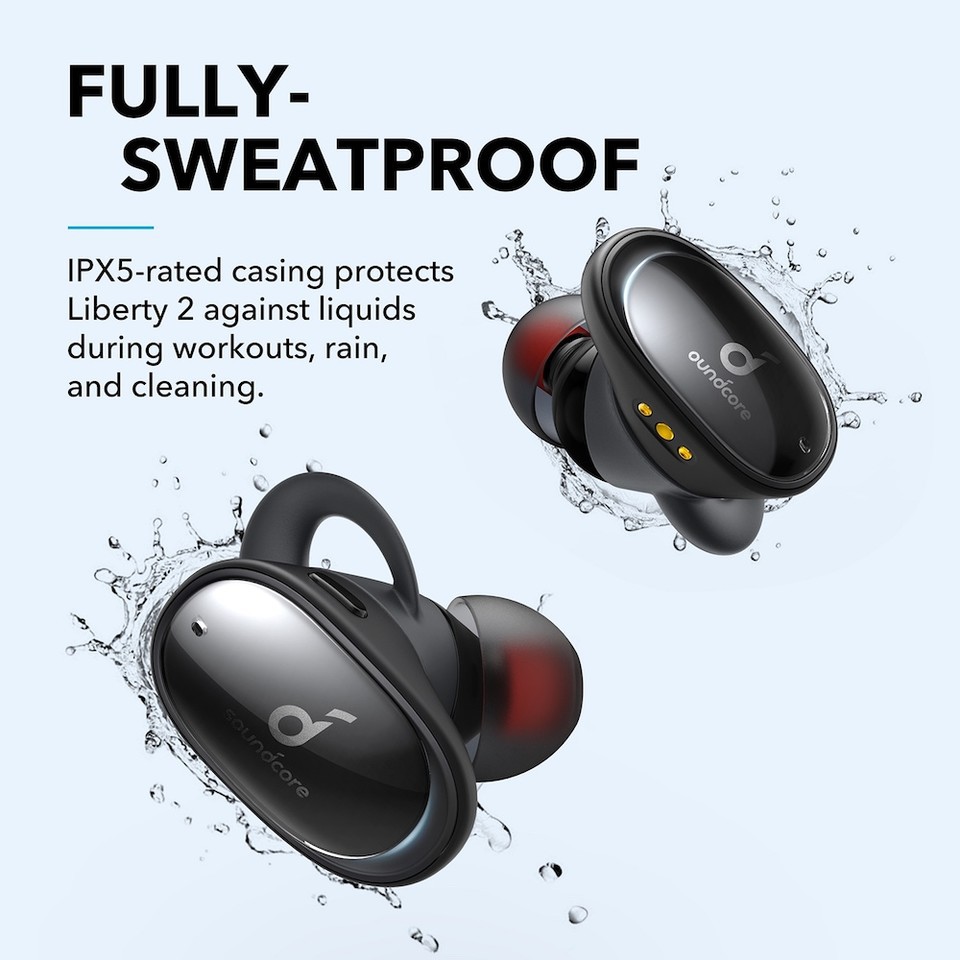 FULLY-
SWEATPROOF
IPX5-rated casing protects
Liberty 2 against liquids
during workouts, rain,
and cleaning.
oundcore
soundcore